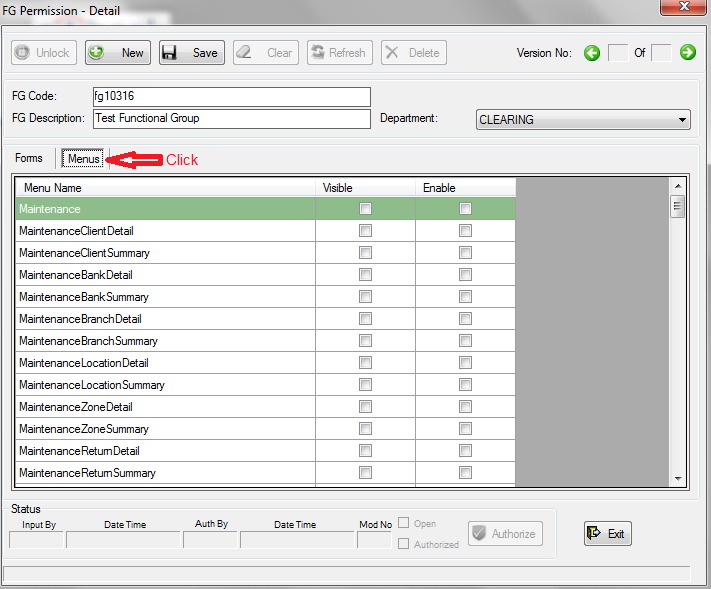 FG Permission - Detail
Unlock New Save Clear Refresh Delete Version No: Of
FG Code: fg10316
FG Description: Test Functional Group Department: CLEARING
Forms Menus Click
Menu Name Visible Enable
Maintenance
MaintenanceClientDetail
MaintenanceClientSummary
MaintenanceBankDetail
MaintenanceBankSummary
MaintenanceBranchDetail
MaintenanceBranchSummary
MaintenanceLocationDetail
MaintenanceLocationSummary
MaintenanceZoneDetail
MaintenanceZoneSummary
MaintenanceReturnDetail
MaintenanceReturnSummary
Status
Input By Date Time Auth By Date Time Mod No Open
Authorized Authorize Exit